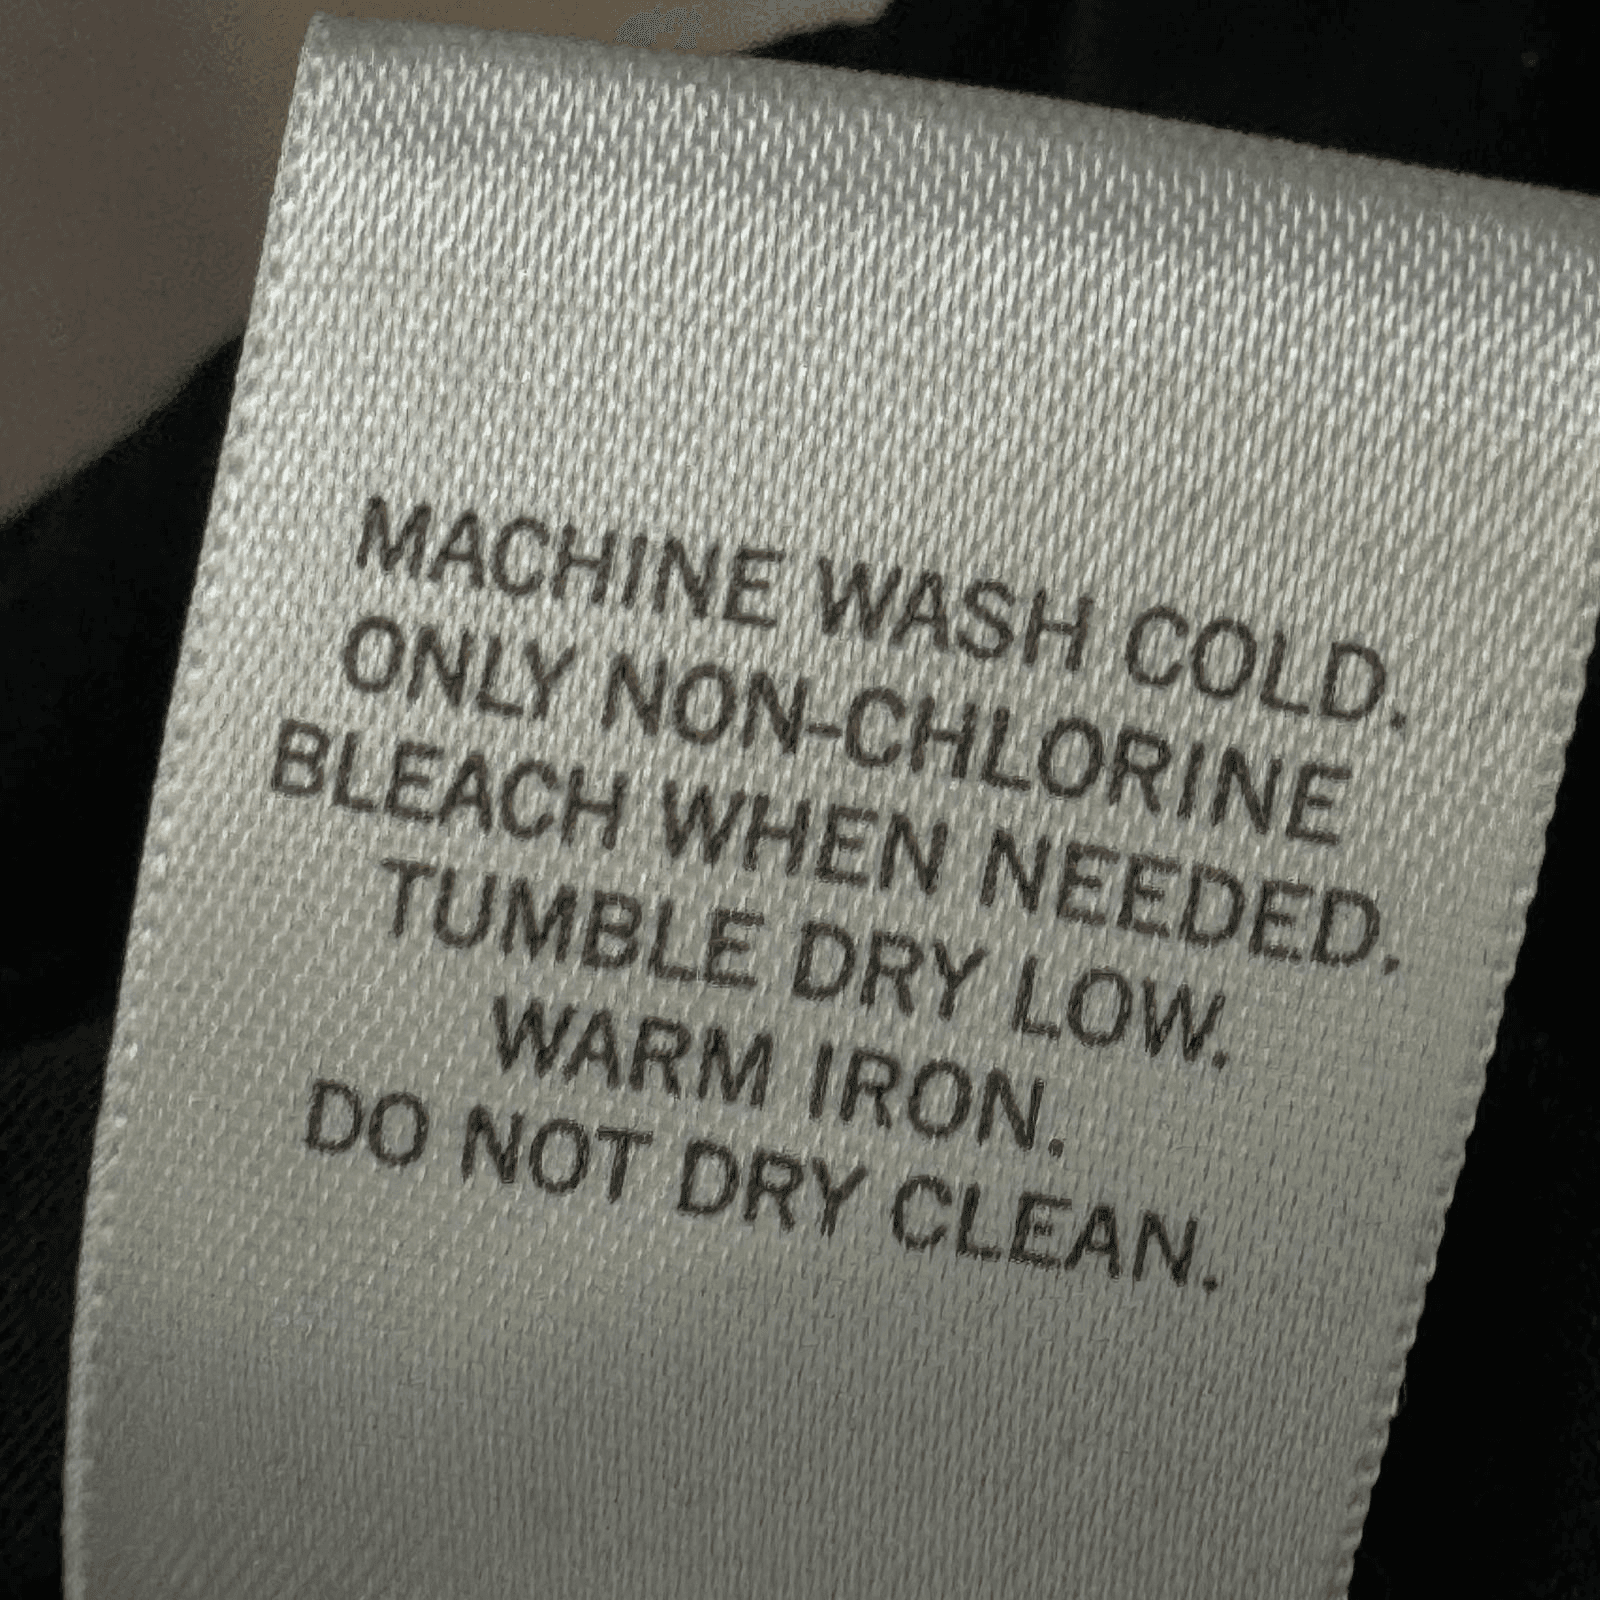 MACHINE WASH COLD.
ONLY NON-CHLORINE
BLEACH WHEN NEEDED.
TUMBLE DRY LOW.
WARM IRON.
DO NOT DRY CLEAN.